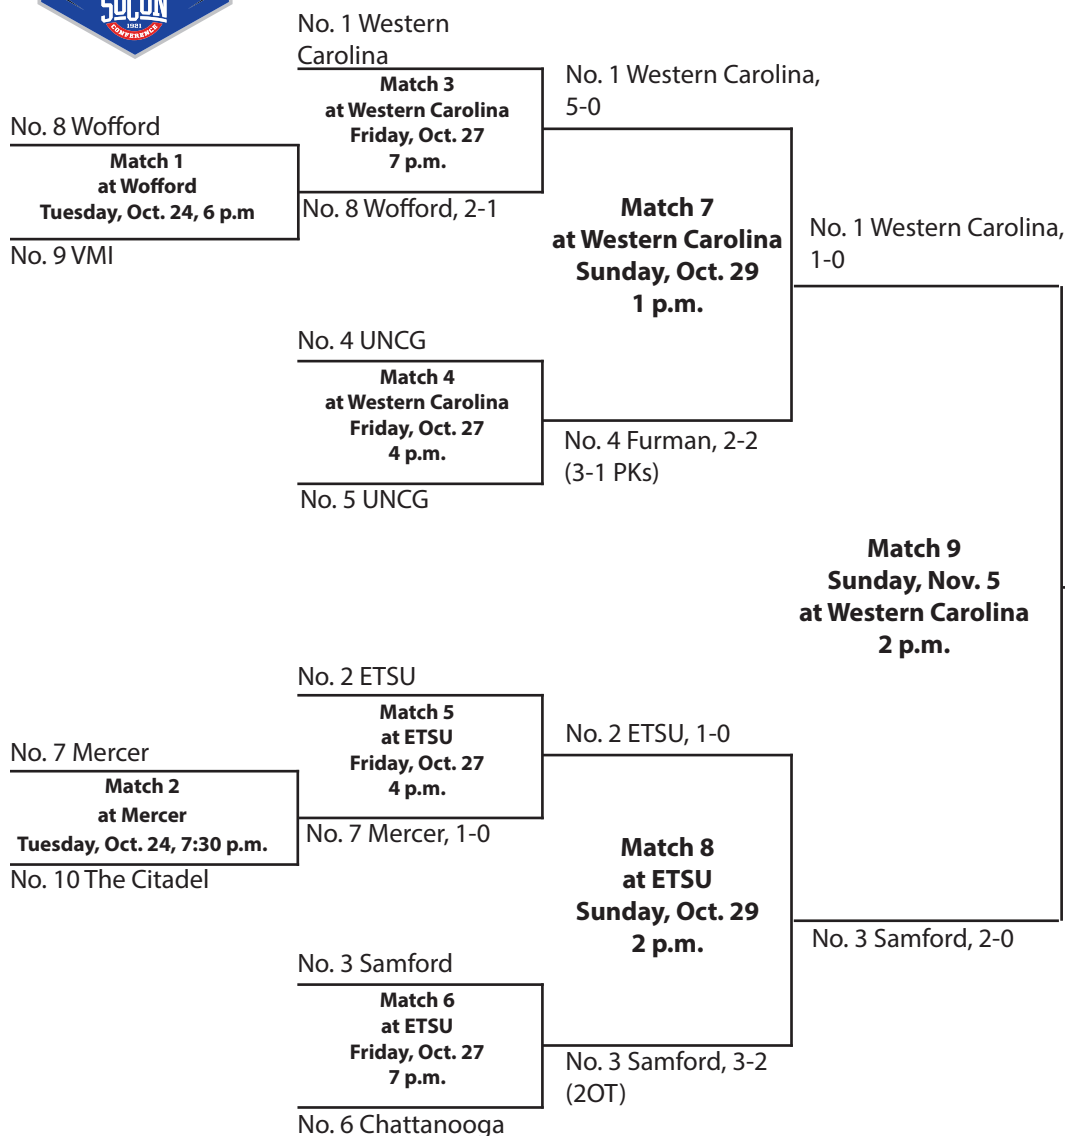 SOCON
1921
CONFERENCE
No. 1 Western
Carolina
Match 3
at Western Carolina
Friday, Oct. 27
7 p.m.
No. 1 Western Carolina,
5-0
No. 8 Wofford
Match 1
at Wofford
Tuesday, Oct. 24, 6 p.m
No. 8 Wofford, 2-1
No. 9 VMI
Match 7
at Western Carolina
Sunday, Oct. 29
1 p.m.
No. 1 Western Carolina,
1-0
No. 4 UNCG
Match 4
at Western Carolina
Friday, Oct. 27
4 p.m.
No. 4 Furman, 2-2
(3-1 PKs)
No. 5 UNCG
Match 9
Sunday, Nov. 5
at Western Carolina
2 p.m.
No. 2 ETSU
Match 5
at ETSU
Friday, Oct. 27
4 p.m.
No. 2 ETSU, 1-0
No. 7 Mercer
Match 2
at Mercer
Tuesday, Oct. 24, 7:30 p.m.
No. 7 Mercer, 1-0
No. 10 The Citadel
Match 8
at ETSU
Sunday, Oct. 29
2 p.m.
No. 3 Samford, 2-0
No. 3 Samford
Match 6
at ETSU
Friday, Oct. 27
7 p.m.
No. 3 Samford, 3-2
(2OT)
No. 6 Chattanooga